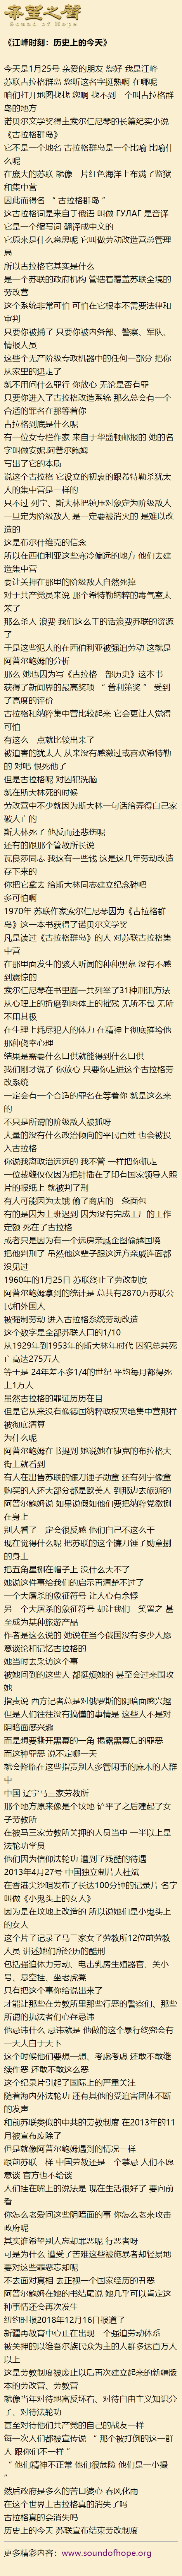 希望之聲
Sound of Hope
《江峰时刻：历史上的今天》
今天是1月25号 亲爱的朋友 您好 我是江峰
苏联古拉格群岛 您听这名字挺熟啊 在哪呢
咱们打开地图找找 您啊 找不到一个叫古拉格群
岛的地方
诺贝尔文学奖得主索尔仁尼琴的长篇纪实小说
《古拉格群岛》
它不是一个地名 古拉格群岛是一个比喻 比喻什
么呢
在庞大的苏联 就像一片红色海洋上布满了监狱
和集中营
因此而得名 “ 古拉格群岛 ”
这古拉格词是来自于俄语 叫做 ГУЛАГ 是音译
它是一个缩写词 翻译成中文的
它原来是什么意思呢 它叫做劳动改造营总管理
局
所以古拉格它其实是什么
是一个苏联的政府机构 管辖着覆盖苏联全境的
劳改营
这个系统非常可怕 可怕在它根本不需要法律和
审判
只要你被捕了 只要你被内务部、警察、军队、
情报人员
这些个无产阶级专政机器中的任何一部分 把你
从家里的逮走了
就不用问什么罪行 你放心 无论是否有罪
只要你进入了古拉格改造系统 那么总会有一个
合适的罪名在那等着你
古拉格到底是什么呢
有一位女专栏作家 来自于华盛顿邮报的 她的名
字叫做安妮.阿普尔鲍姆
写出了它的本质
说这个古拉格 它设立的初衷的跟希特勒杀犹太
人的集中营是一样的
只不过 列宁、斯大林把镇压对象定为阶级敌人
一旦定为阶级敌人 是一定要被消灭的 是难以改
造的
这是布尔什维克的信念
所以在西伯利亚这些寒冷偏远的地方 他们去建
造集中营
要让关押在那里的阶级敌人自然死掉
对于共产党员来说 那个希特勒纳粹的毒气室太
笨了
那么杀人 浪费 我们这么干的话浪费苏联的资源
了
于是这些犯人的在西伯利亚被强迫劳动 这就是
阿普尔鲍姆的分析
那么 她也因为写《古拉格一部历史》这本书
获得了新闻界的最高奖项 “ 普利策奖 ” 受到
了高度的评价
古拉格和纳粹集中营比较起来 它会更让人觉得
可怕
有这么一点就比较出来了
被迫害的犹太人 从来没有感激过或喜欢希特勒
的 对吧 恨死他了
但是古拉格呢 对囚犯洗脑
就在斯大林死的时候
劳改营中不少就因为斯大林一句话给弄得自己家
破人亡的
斯大林死了 他反而还悲伤呢
还有的跟那个管教所长说
瓦良莎同志 我这有一些钱 这是这几年劳动改造
存下来的
你把它拿去 给斯大林同志建立纪念碑吧
多可怕啊
1970年 苏联作家索尔仁尼琴因为《古拉格群
岛》这一本书获得了诺贝尔文学奖
凡是读过《古拉格群岛》的人 对苏联古拉格集
中营
在那里面发生的骇人听闻的种种黑幕 没有不感
到震惊的
索尔仁尼琴在书里面一共列举了31种刑讯方法
从心理上的折磨到肉体上的摧残 无所不包 无所
不用其极
在生理上耗尽犯人的体力 在精神上彻底摧垮他
那种侥幸心理
结果是需要什么口供就能得到什么口供
我们刚才说了 你放心 只要你走进这个古拉格劳
改系统
一定会有一个合适的罪名在等着你 就是这么来
的
不只是所谓的阶级敌人被抓呀
大量的没有什么政治倾向的平民百姓 也会被投
入古拉格
你说我离政治远远的 我不管 一样把你抓走
一位裁缝仅仅因为把针插在了印有国家领导人照
片的报纸上 就被判了刑
有人可能因为太饿 偷了商店的一条面包
有的是因为上班迟到 因为没有完成工厂的工作
定额 死在了古拉格
或者只是因为有一个远房亲戚企图偷越国境
把他判刑了 虽然他这辈子跟这远方亲戚连面都
没见过
1960年的1月25日 苏联终止了劳改制度
阿普尔鲍姆拿到的统计是 总共有2870万苏联公
民和外国人
被强制劳动 进入古拉格系统劳动改造
这个数字是全部苏联人口的1/10
从1929年到1953年的斯大林年时代 囚犯总共死
亡高达275万人
等于是 24年差不多1/4的世纪 平均每月都得死
上1万人
虽然古拉格的罪证历历在目
但是它从来没有像德国纳粹政权灭绝集中营那样
被彻底清算
为什么呢
阿普尔鲍姆在书提到 她说她在捷克的布拉格大
街上就看到
有人在出售苏联的镰刀锤子勋章 还有列宁像章
购买的人还大部分都是欧美人 到那边去旅游的
阿普尔鲍姆说 如果说假如他们要把纳粹党徽捌
在身上
别人看了一定会很反感 他们自己不这么干
现在觉得什么呢 把苏联的这个镰刀锤子勋章捌
的身上
把五角星捌在帽子上 没什么大不了
她说这件事给我们的启示再清楚不过了
一个大屠杀的象征符号 让人心有余悸
另一个大屠杀的象征符号 却让我们一笑置之 甚
至成为某种旅游产品
作者是这么说的 她说在当今俄国没有多少人愿
意谈论和记忆古拉格的
她当时去采访这个事
被她问到的这些人 都挺烦她的 甚至会过来围攻
她
指责说 西方记者总是对俄罗斯的阴暗面感兴趣
但是人们往往没有搞懂的事情是 这些人不是对
阴暗面感兴趣
而是想要撕开黑幕的一角 揭露黑幕后的罪恶
而这种罪恶 说不定哪一天
就会降临在这些指责别人多管闲事的麻木的人群
中
中国 辽宁马三家劳教所
那个地方原来像是个坟地 铲平了之后建起了女
子劳教所
在被马三家劳教所关押的人员当中 一半以上是
法轮功学员
他们因为信仰法轮功 遭到了残酷的待遇
2013年4月27号 中国独立制片人杜斌
在香港尖沙咀发布了长达100分钟的记录片 名字
叫做《小鬼头上的女人》
因为是在坟地上改造的 所以说她们是小鬼头上
的女人
这个片子记录了马三家女子劳教所12位前劳教
人员 讲述她们所经历的酷刑
包括强迫体力劳动、电击乳房生殖器官、关小
号、悬空挂、坐老虎凳
只有把这个事你给说出来了
才能让那些在劳教所里那些行恶的警察们、那些
所谓的执法者们心存忌讳
他忌讳什么 忌讳就是 他做的这个暴行终究会有
一天大白于天下
这个时候他们要想一想、考虑考虑 还敢不敢继
续作恶 还敢不敢这么恶
这个纪录片引起了国际上的严重关注
随着海内外法轮功 还有其他的受迫害团体不断
的发声
和前苏联类似的中共的劳教制度 在2013年的11
月被宣布废除了
但是就像阿普尔鲍姆遇到的情况一样
跟前苏联一样 中国劳教还是一个禁忌 人们不愿
意谈 官方也不给谈
人们挂在嘴上的说法是 现在生活很好了 要向前
看
你怎么老爱问这些阴暗面的事 你怎么老来攻击
政府呢
其实谁希望别人忘却罪恶呢 行恶者呀
可是为什么 遭受了苦难这些被施暴者却轻易地
要对这些罪恶忘却呢
不去面对真相 去正视一个国家经历的丑恶
阿普尔鲍姆在她的书结尾说 她几乎可以肯定这
种事情还会再次发生
纽约时报2018年12月16日报道了
新疆再教育中心正在出现一个强迫劳动体系
被关押的以维吾尔族民众为主的人群多达百万人
以上
这是劳教制度被废止以后再次建立起来的新疆版
本的劳改营、劳教营
就像当年对待地富反坏右、对待自由主义知识分
子、对待法轮功
甚至对待他们共产党的自己的战友一样
每一次人们都被宣传说 “ 那个被打倒的这一群
人 跟你们不一样 ”
“ 他们精神不正常 他们很危险 他们是一小撮
”
然后政府是多么的苦口婆心 春风化雨
在这个世界上古拉格真的消失了吗
古拉格真的会消失吗
历史上的今天 苏联宣布结束劳改制度
更多精彩内容：www.soundofhope.org